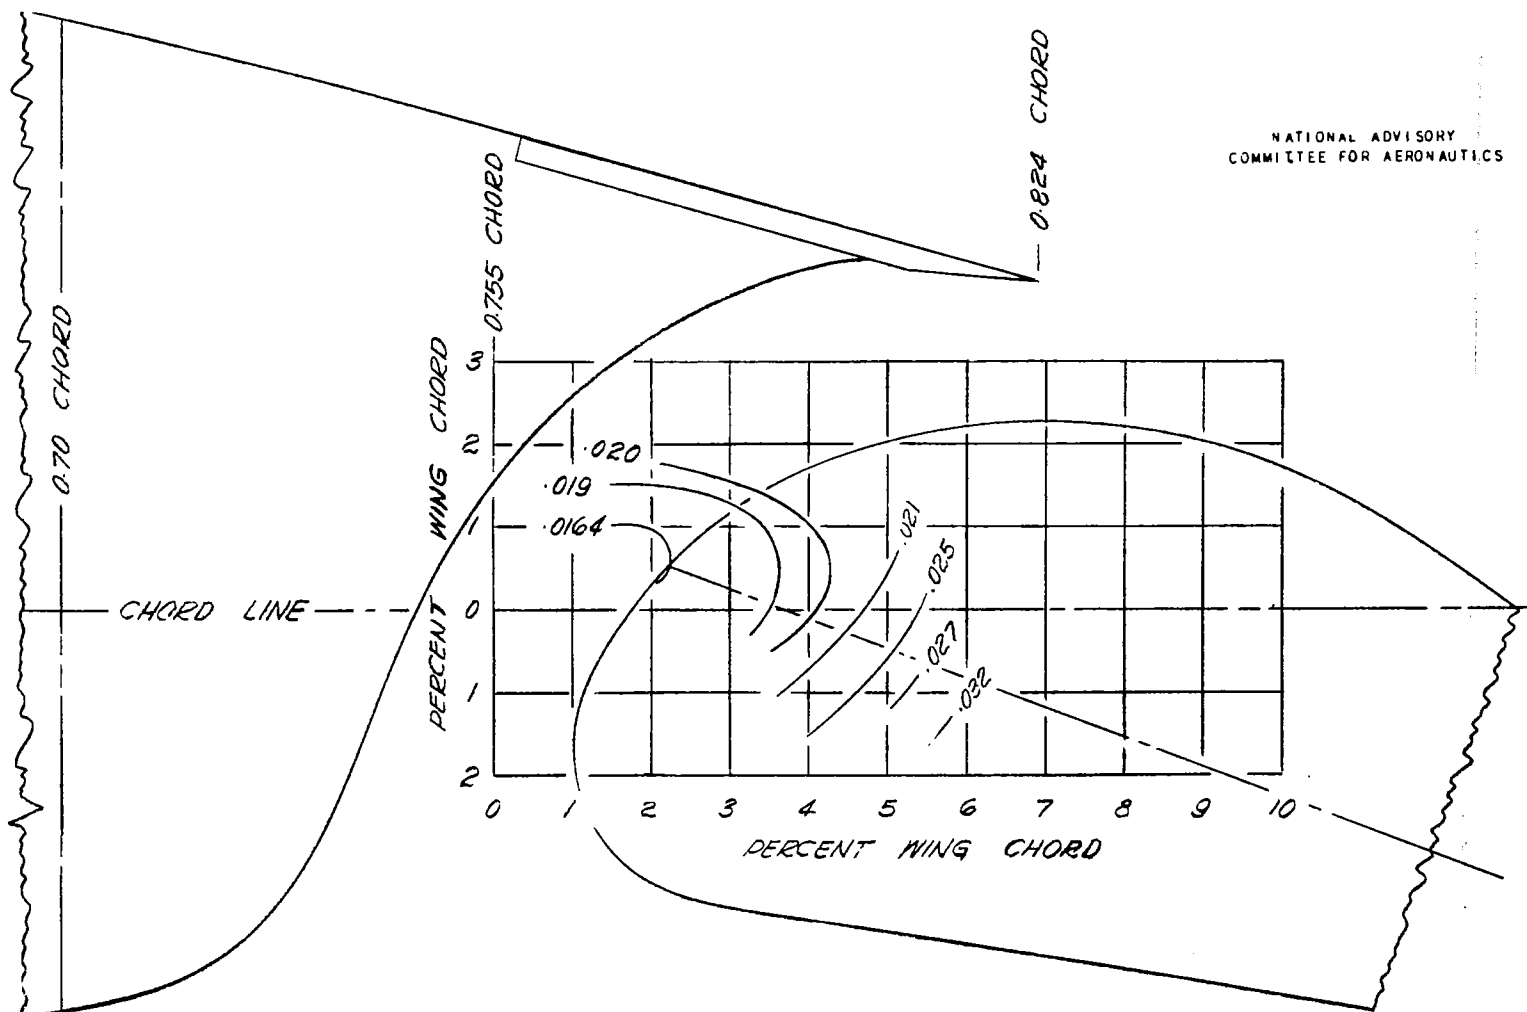 NATIONAL ADVISORY
COMMITTEE FOR AERONAUTICS
0.70 CHORD
0.755 CHORD
0.824 CHORD
PERCENT WING CHORD
3
2
1
0
1
2
.020
.019
.0164
.021
.025
.027
.032
CHORD LINE
0 1 2 3 4 5 6 7 8 9 10
PERCENT WING CHORD